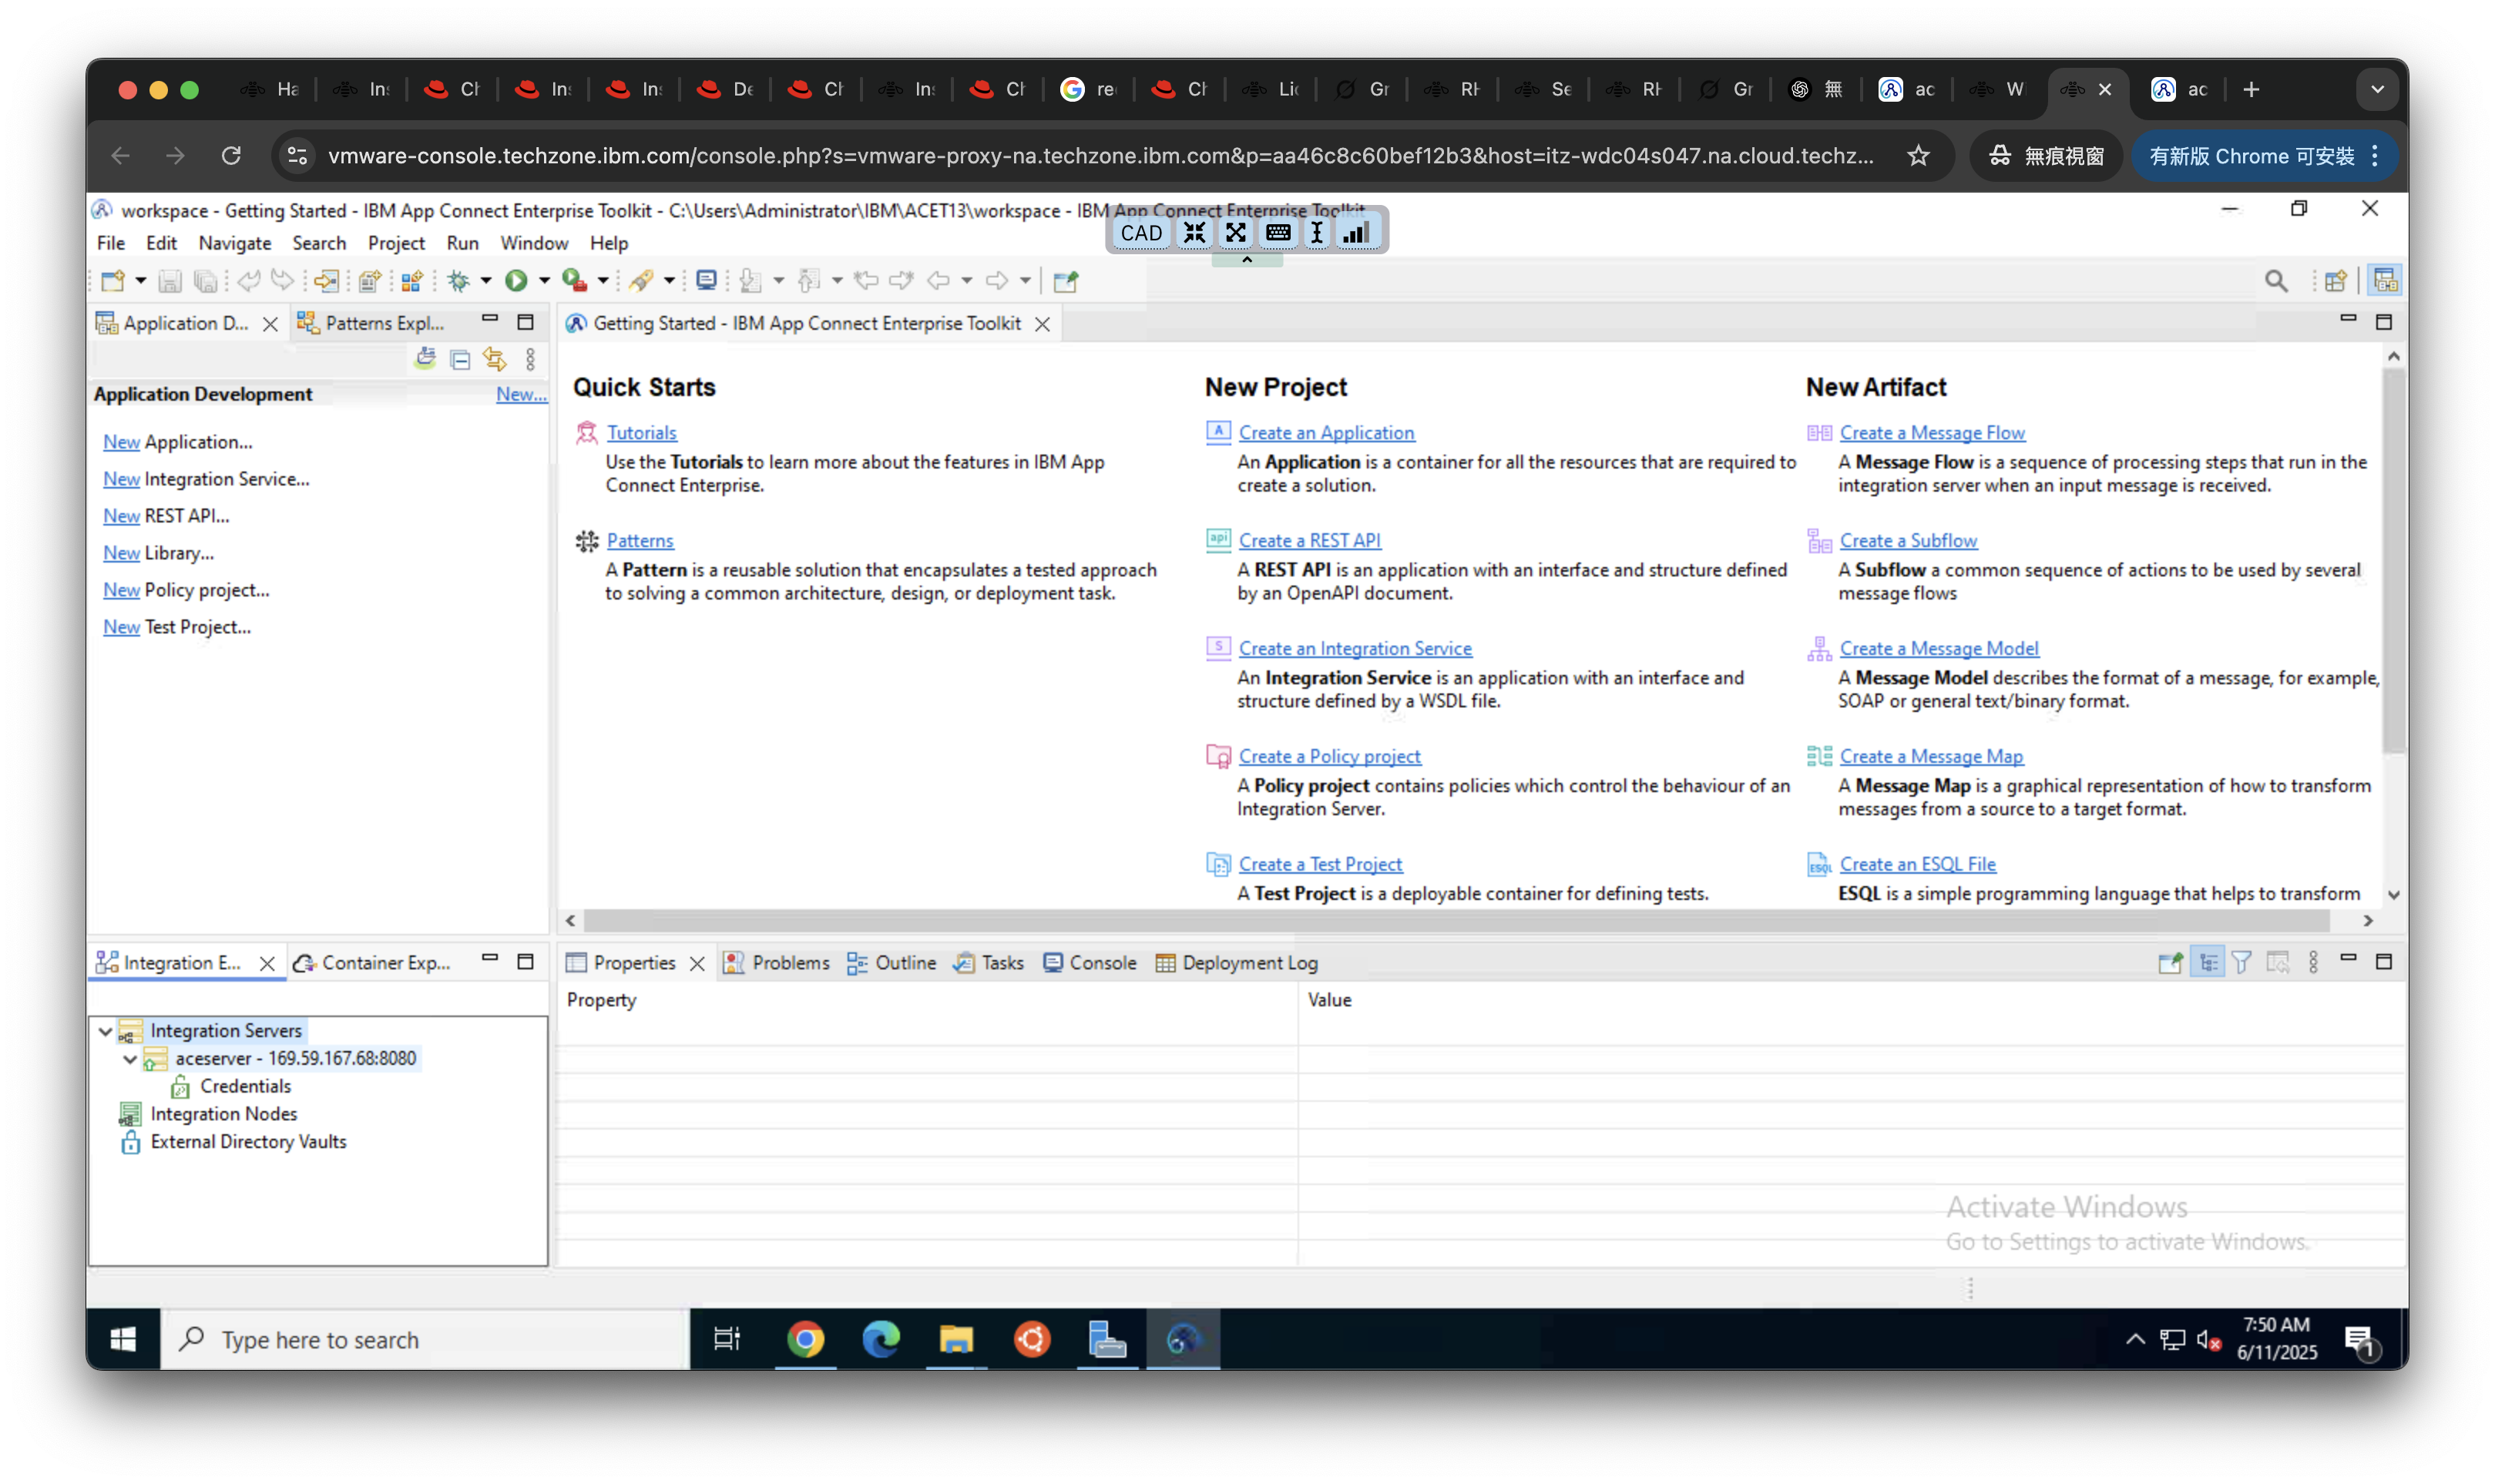 Ha
In
Ch
In
In
De
Ch
In
Ch
re
Ch
Lic
Gr
RH
Se
RH
Gr
無
ac
W
ac
vmware-console.techzone.ibm.com/console.php?s=vmware-proxy-na.techzone.ibm.com&p=aa46c8c60bef12b3&host=itz-wdc04s047.na.cloud.techz...
無痕視窗
有新版 Chrome 可安裝
workspace - Getting Started - IBM App Connect Enterprise Toolkit - C:\Users\Administrator\IBM\ACET13\workspace - IBM App Connect Enterprise Toolkit
CAD
File Edit Navigate Search Project Run Window Help
Application D...
Patterns Expl...
Getting Started - IBM App Connect Enterprise Toolkit
Application Development
New...
New Application...
New Integration Service...
New REST API...
New Library...
New Policy project...
New Test Project...
Quick Starts
Tutorials
Use the Tutorials to learn more about the features in IBM App
Connect Enterprise.
Patterns
A Pattern is a reusable solution that encapsulates a tested approach
to solving a common architecture, design, or deployment task.
New Project
A
Create an Application
An Application is a container for all the resources that are required to
create a solution.
api
Create a REST API
A REST API is an application with an interface and structure defined
by an OpenAPI document.
S
Create an Integration Service
An Integration Service is an application with an interface and
structure defined by a WSDL file.
Create a Policy project
A Policy project contains policies which control the behaviour of an
Integration Server.
Create a Test Project
A Test Project is a deployable container for defining tests.
New Artifact
Create a Message Flow
A Message Flow is a sequence of processing steps that run in the
integration server when an input message is received.
Create a Subflow
A Subflow a common sequence of actions to be used by several
message flows
Create a Message Model
A Message Model describes the format of a message, for example,
SOAP or general text/binary format.
Create a Message Map
A Message Map is a graphical representation of how to transform
messages from a source to a target format.
ESQL
Create an ESQL File
ESQL is a simple programming language that helps to transform
Integration E...
Container Exp...
Integration Servers
aceserver - 169.59.167.68:8080
Credentials
Integration Nodes
External Directory Vaults
Properties
Problems
Outline
Tasks
Console
Deployment Log
Property
Value
Activate Windows
Go to Settings to activate Windows.
Type here to search
7:50 AM
6/11/2025
1